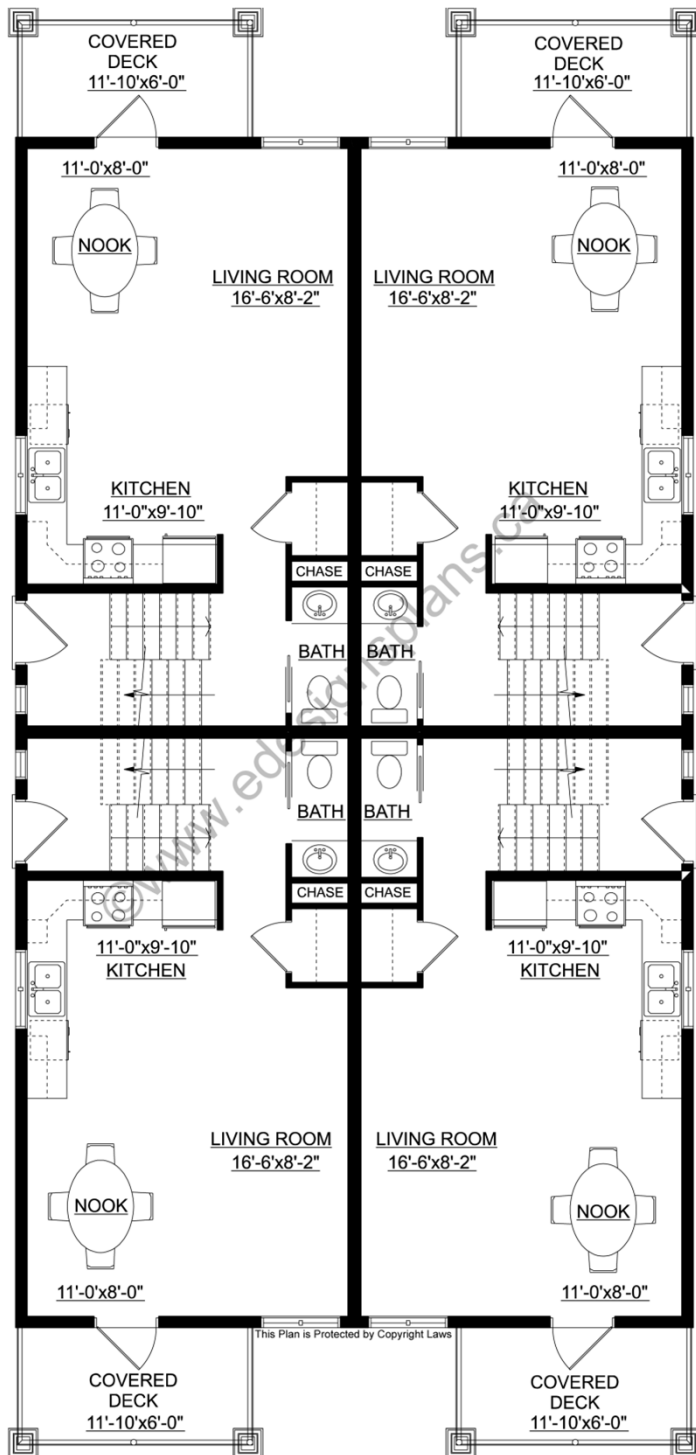 COVERED
DECK
11'-10'x6'-0"
COVERED
DECK
11'-10'x6'-0"
11'-0'x8'-0"
11'-0'x8'-0"
NOOK
NOOK
LIVING ROOM
16'-6'x8'-2"
LIVING ROOM
16'-6'x8'-2"
KITCHEN
11'-0"x9'-10"
KITCHEN
11'-0"x9'-10"
CHASE
CHASE
BATH
BATH
©www.edesignsplans.ca
BATH
BATH
CHASE
CHASE
11'-0"x9'-10"
KITCHEN
11'-0"x9'-10"
KITCHEN
LIVING ROOM
16'-6'x8'-2"
LIVING ROOM
16'-6'x8'-2"
NOOK
NOOK
11'-0'x8'-0"
11'-0'x8'-0"
This Plan is Protected by Copyright Laws
COVERED
DECK
11'-10'x6'-0"
COVERED
DECK
11'-10'x6'-0"